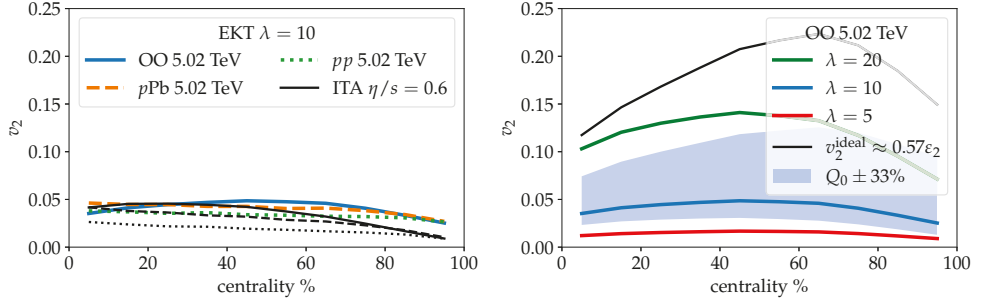 EKT λ = 10
OO 5.02 TeV
pPb 5.02 TeV
pp 5.02 TeV
ITA η/s = 0.6
v₂
0.25
0.20
0.15
0.10
0.05
0.00
0 20 40 60 80 100
centrality %
OO 5.02 TeV
λ = 20
λ = 10
λ = 5
v₂^ideal ≈ 0.57ε₂
Q₀ ± 33%
v₂
0.25
0.20
0.15
0.10
0.05
0.00
0 20 40 60 80 100
centrality %